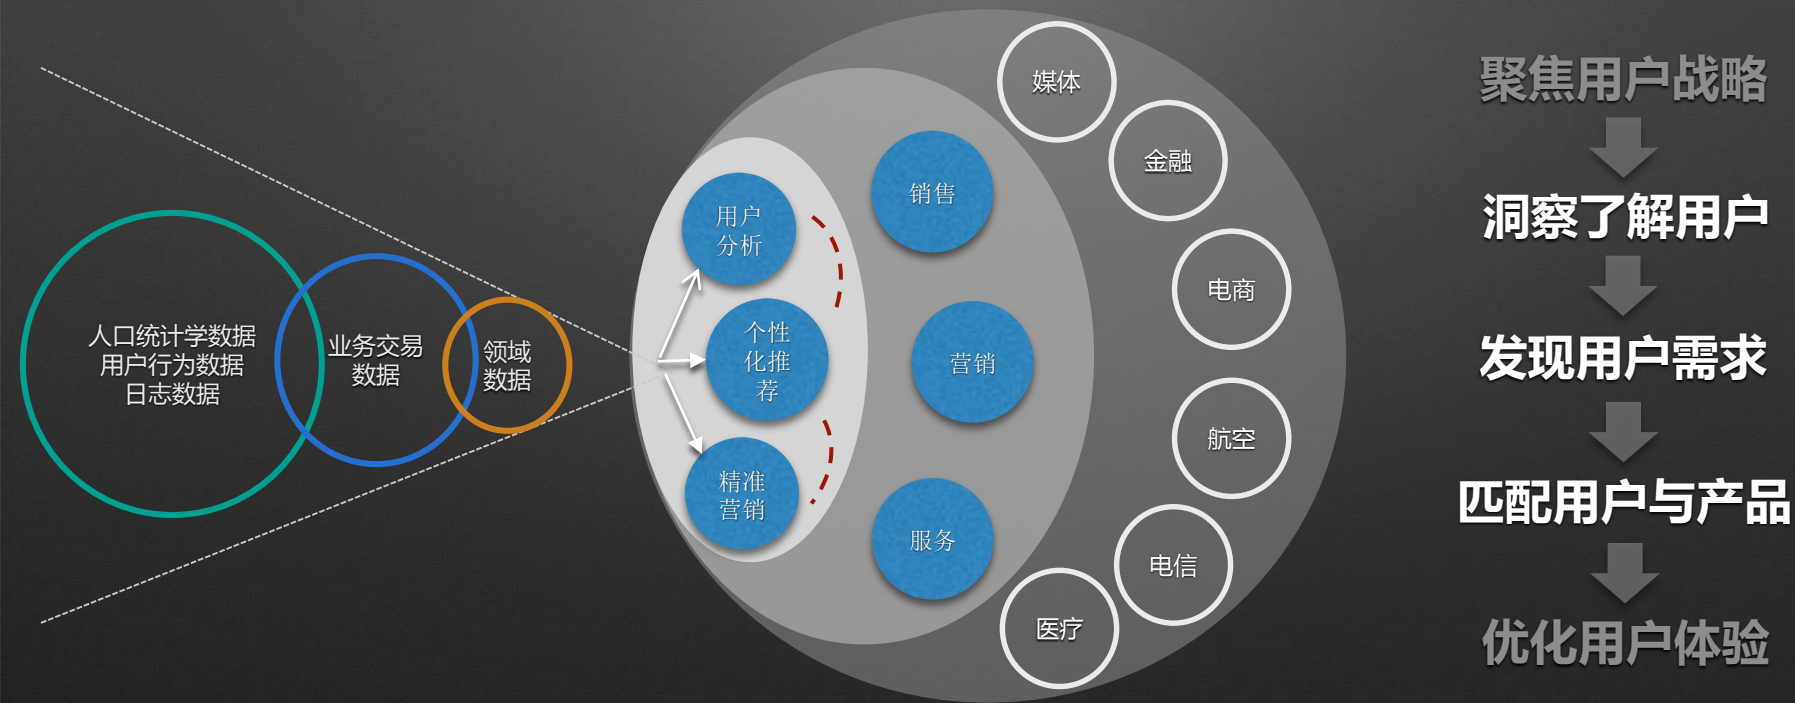 人口统计学数据
用户行为数据
日志数据
业务交易
数据
领域
数据
用户
分析
个性
化推
荐
精准
营销
销售
营销
服务
媒体
金融
电商
航空
电信
医疗
聚焦用户战略
洞察了解用户
发现用户需求
匹配用户与产品
优化用户体验